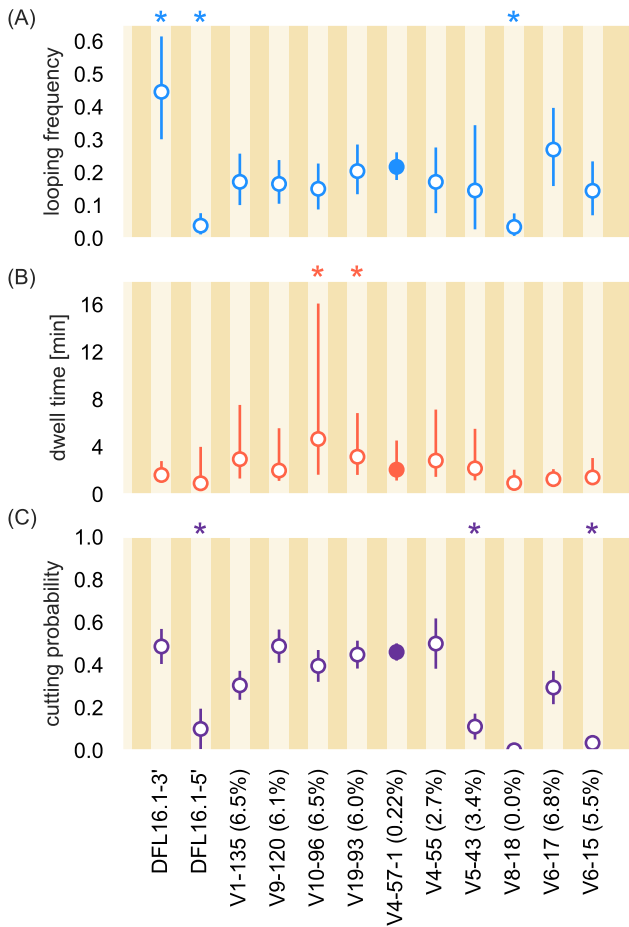 (A)
* * *
looping frequency
0.6
0.5
0.4
0.3
0.2
0.1
0.0
(B)
* *
dwell time [min]
16
12
8
4
0
(C)
* * *
cutting probability
1.0
0.8
0.6
0.4
0.2
0.0
DFL16.1-3'
DFL16.1-5'
V1-135 (6.5%)
V9-120 (6.1%)
V10-96 (6.5%)
V19-93 (6.0%)
V4-57-1 (0.22%)
V4-55 (2.7%)
V5-43 (3.4%)
V8-18 (0.0%)
V6-17 (6.8%)
V6-15 (5.5%)